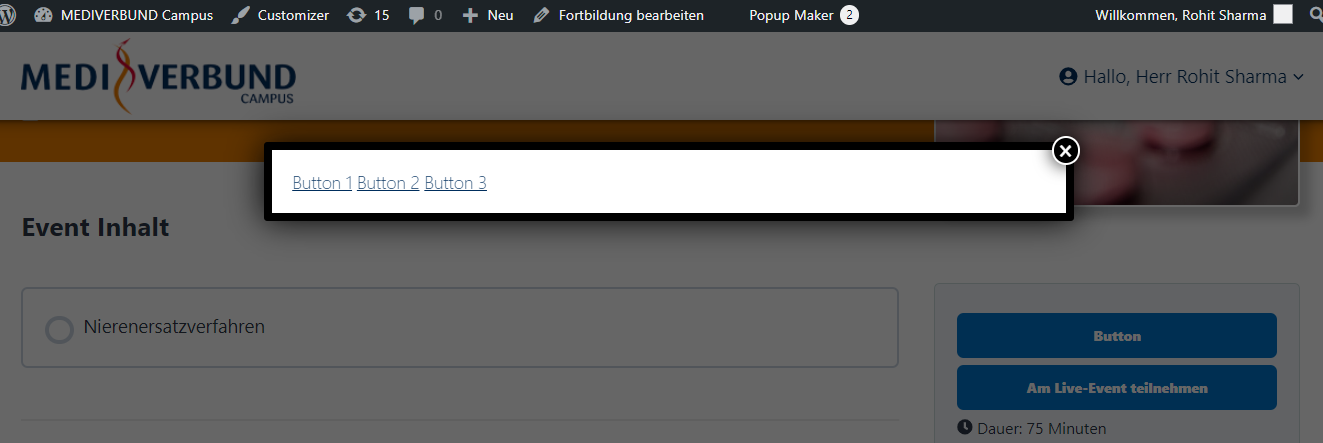 MEDIVERBUND Campus Customizer 15 0 Neu Fortbildung bearbeiten Popup Maker 2 Willkommen, Rohit Sharma
MEDIVERBUND
CAMPUS
Hallo, Herr Rohit Sharma
Button 1 Button 2 Button 3
Event Inhalt
Nierenersatzverfahren
Button
Am Live-Event teilnehmen
Dauer: 75 Minuten